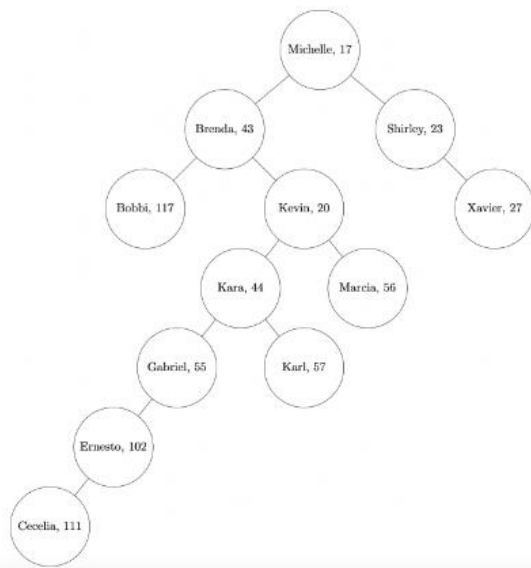 Michelle, 17
Brenda, 43
Shirley, 23
Bobbi, 117
Kevin, 20
Xavier, 27
Kara, 44
Marcia, 56
Gabriel, 55
Karl, 57
Ernesto, 102
Cecelia, 111